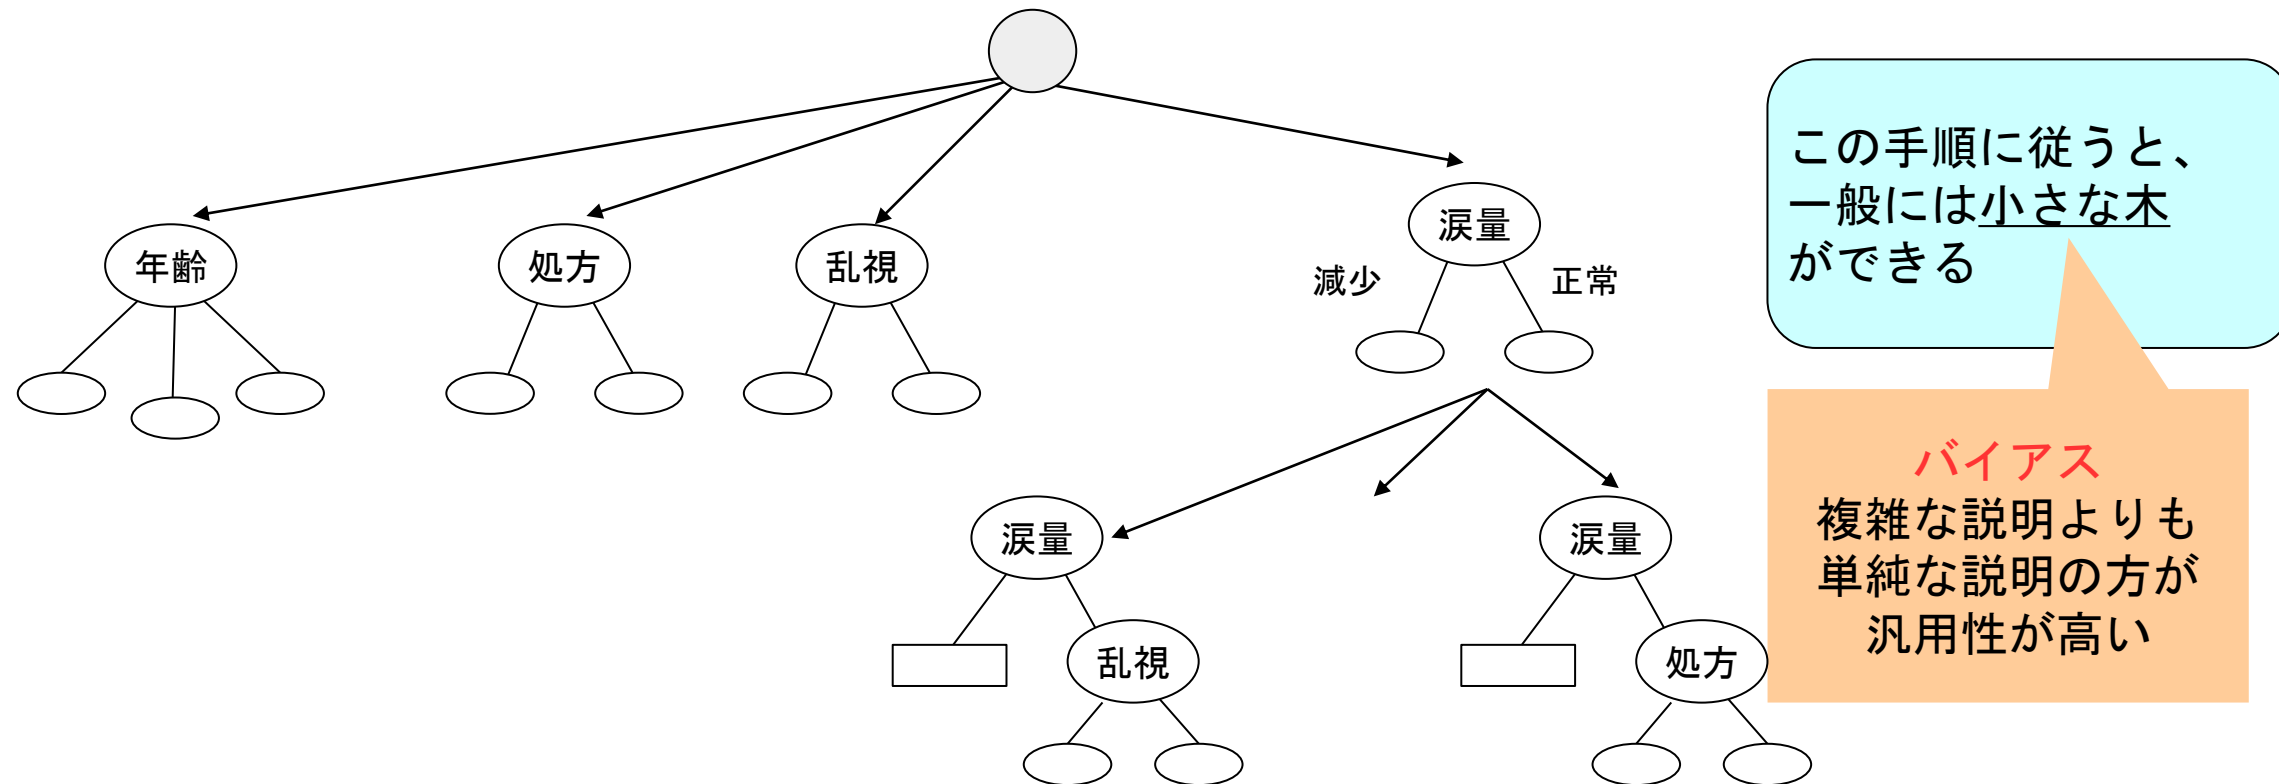 年齢
処方
乱視
涙量
減少
正常
涙量
乱視
涙量
処方
この手順に従うと、
一般には小さな木
ができる
バイアス
複雑な説明よりも
単純な説明の方が
汎用性が高い